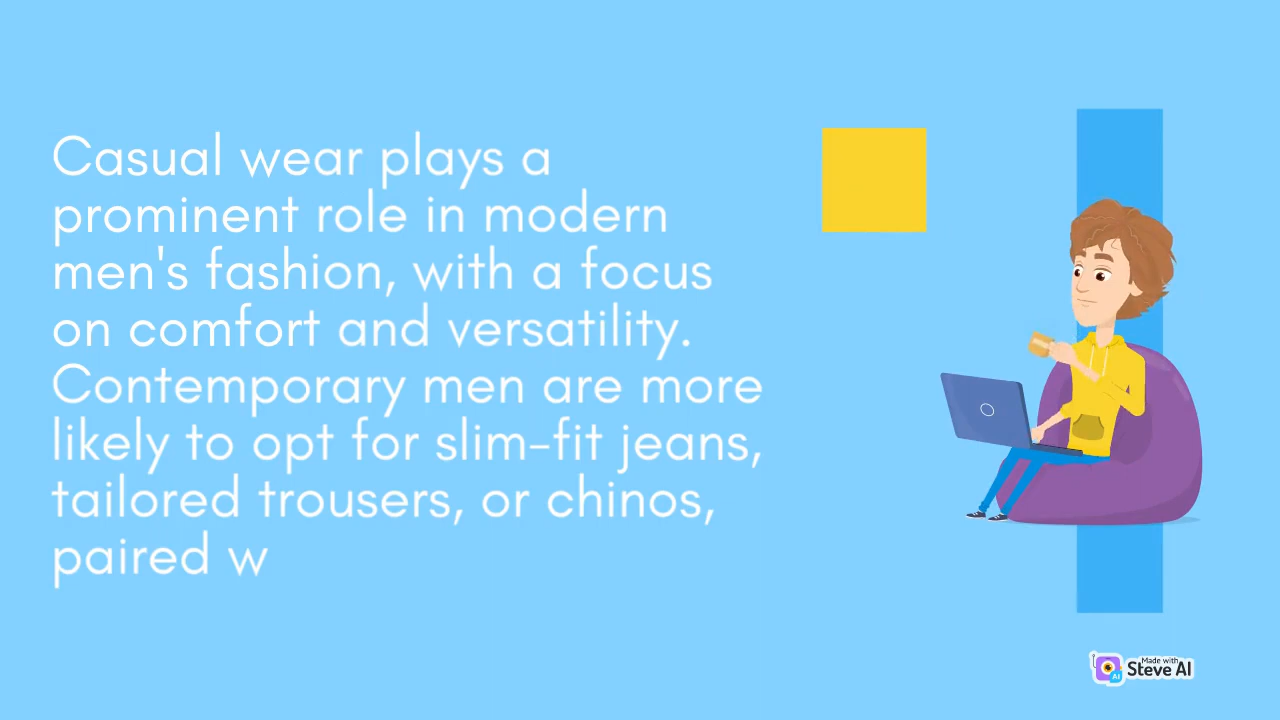 Casual wear plays a
prominent role in modern
men's fashion, with a focus
on comfort and versatility.
Contemporary men are more
likely to opt for slim-fit jeans,
tailored trousers, or chinos,
paired w
Made with
Steve AI
AI